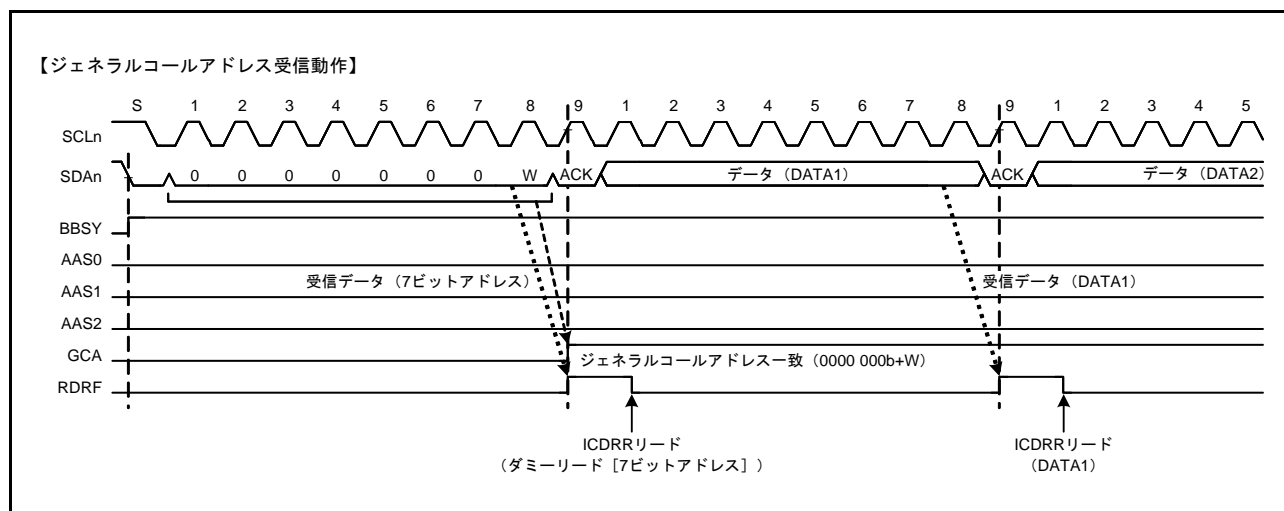 【ジェネラルコールアドレス受信動作】
S 1 2 3 4 5 6 7 8 9 1 2 3 4 5 6 7 8 9 1 2 3 4 5
SCLn
SDAn 0 0 0 0 0 0 0 W ACK データ（DATA1） ACK データ（DATA2）
BBSY
AAS0
受信データ（7ビットアドレス） 受信データ（DATA1）
AAS1
AAS2
GCA ジェネラルコールアドレス一致（0000 000b+W）
RDRF
ICDRRリード ICDRRリード
（ダミーリード［7ビットアドレス］） （DATA1）